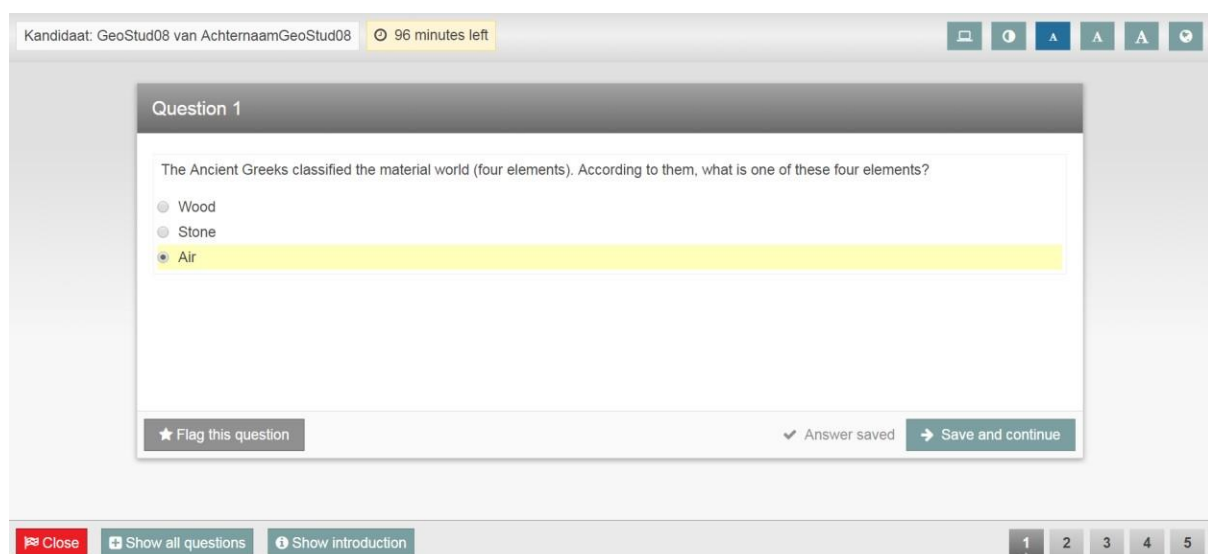 Kandidaat: GeoStud08 van AchternaamGeoStud08 96 minutes left A A A
Question 1
The Ancient Greeks classified the material world (four elements). According to them, what is one of these four elements?
Wood
Stone
Air
Flag this question Answer saved Save and continue
Close Show all questions Show introduction 1 2 3 4 5